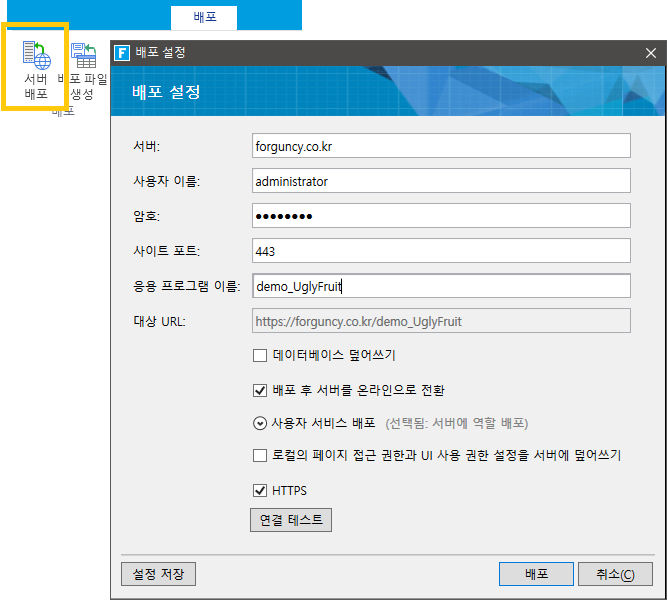 배포
서버
배포
배포 파일
생성
배포
F 배포 설정
배포 설정
서버: forguncy.co.kr
사용자 이름: administrator
암호: ●●●●●●●●
사이트 포트: 443
응용 프로그램 이름: demo_UglyFruit
대상 URL: https://forguncy.co.kr/demo_UglyFruit
데이터베이스 덮어쓰기
배포 후 서버를 온라인으로 전환
사용자 서비스 배포 (선택됨: 서버에 역할 배포)
로컬의 페이지 접근 권한과 UI 사용 권한 설정을 서버에 덮어쓰기
HTTPS
연결 테스트
설정 저장 배포 취소(C)